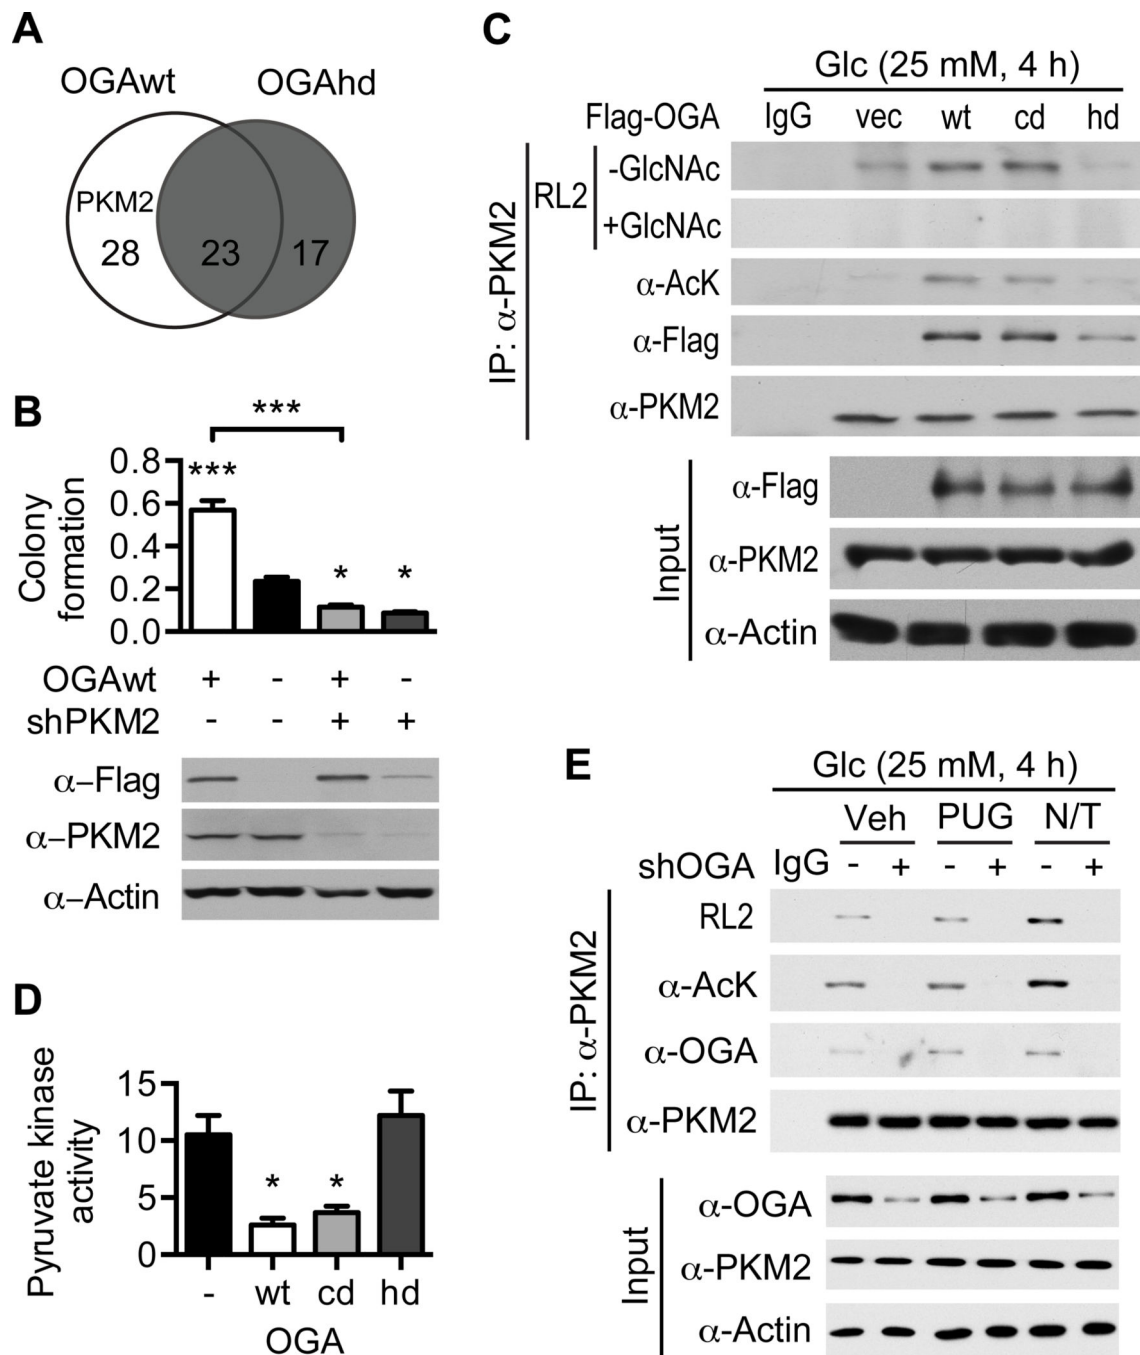 A
OGAwt OGAhd
PKM2
28 23 17
B
***
Colony formation
0.8
0.6
0.4
0.2
0.0
*** * *
OGAwt + - + -
shPKM2 - - + +
α–Flag
α–PKM2
α–Actin
C
Glc (25 mM, 4 h)
Flag-OGA IgG vec wt cd hd
IP: α-PKM2
RL2
-GlcNAc
+GlcNAc
α-AcK
α-Flag
α-PKM2
Input
α-Flag
α-PKM2
α-Actin
D
Pyruvate kinase activity
15
10
5
0
* *
- wt cd hd
OGA
E
Glc (25 mM, 4 h)
Veh PUG N/T
shOGA IgG - + - + - +
IP: α-PKM2
RL2
α-AcK
α-OGA
α-PKM2
Input
α-OGA
α-PKM2
α-Actin